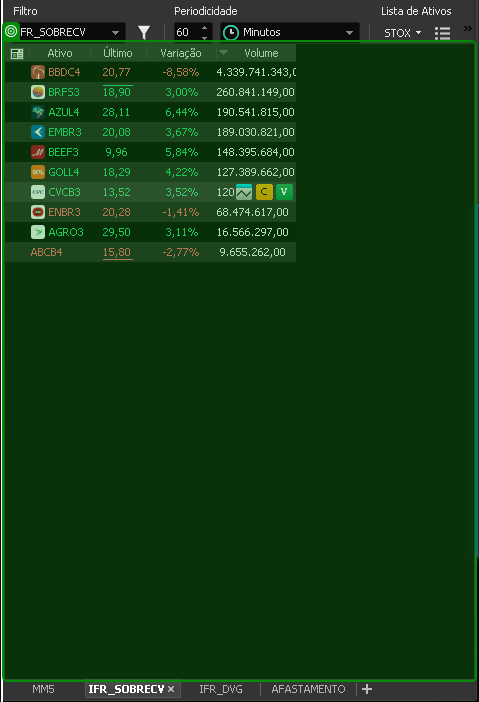 Filtro Periodicidade Lista de Ativos
FR_SOBRECV 60 Minutos STOX »
Ativo Último Variação Volume
BBDC4 20,77 -8,58% 4.339.741.343,0
BRFS3 18,90 3,00% 260.841.149,00
AZUL4 28,11 6,44% 190.541.815,00
EMBR3 20,08 3,67% 189.030.821,00
BEEF3 9,96 5,84% 148.395.684,00
GOLL4 18,29 4,22% 127.389.662,00
CVC CVCB3 13,52 3,52% 120 C V
ENBR3 20,28 -1,41% 68.474.617,00
AGRO3 29,50 3,11% 16.566.297,00
ABCB4 15,80 -2,77% 9.655.262,00
MM5 IFR_SOBRECV × IFR_DVG AFASTAMENTO +